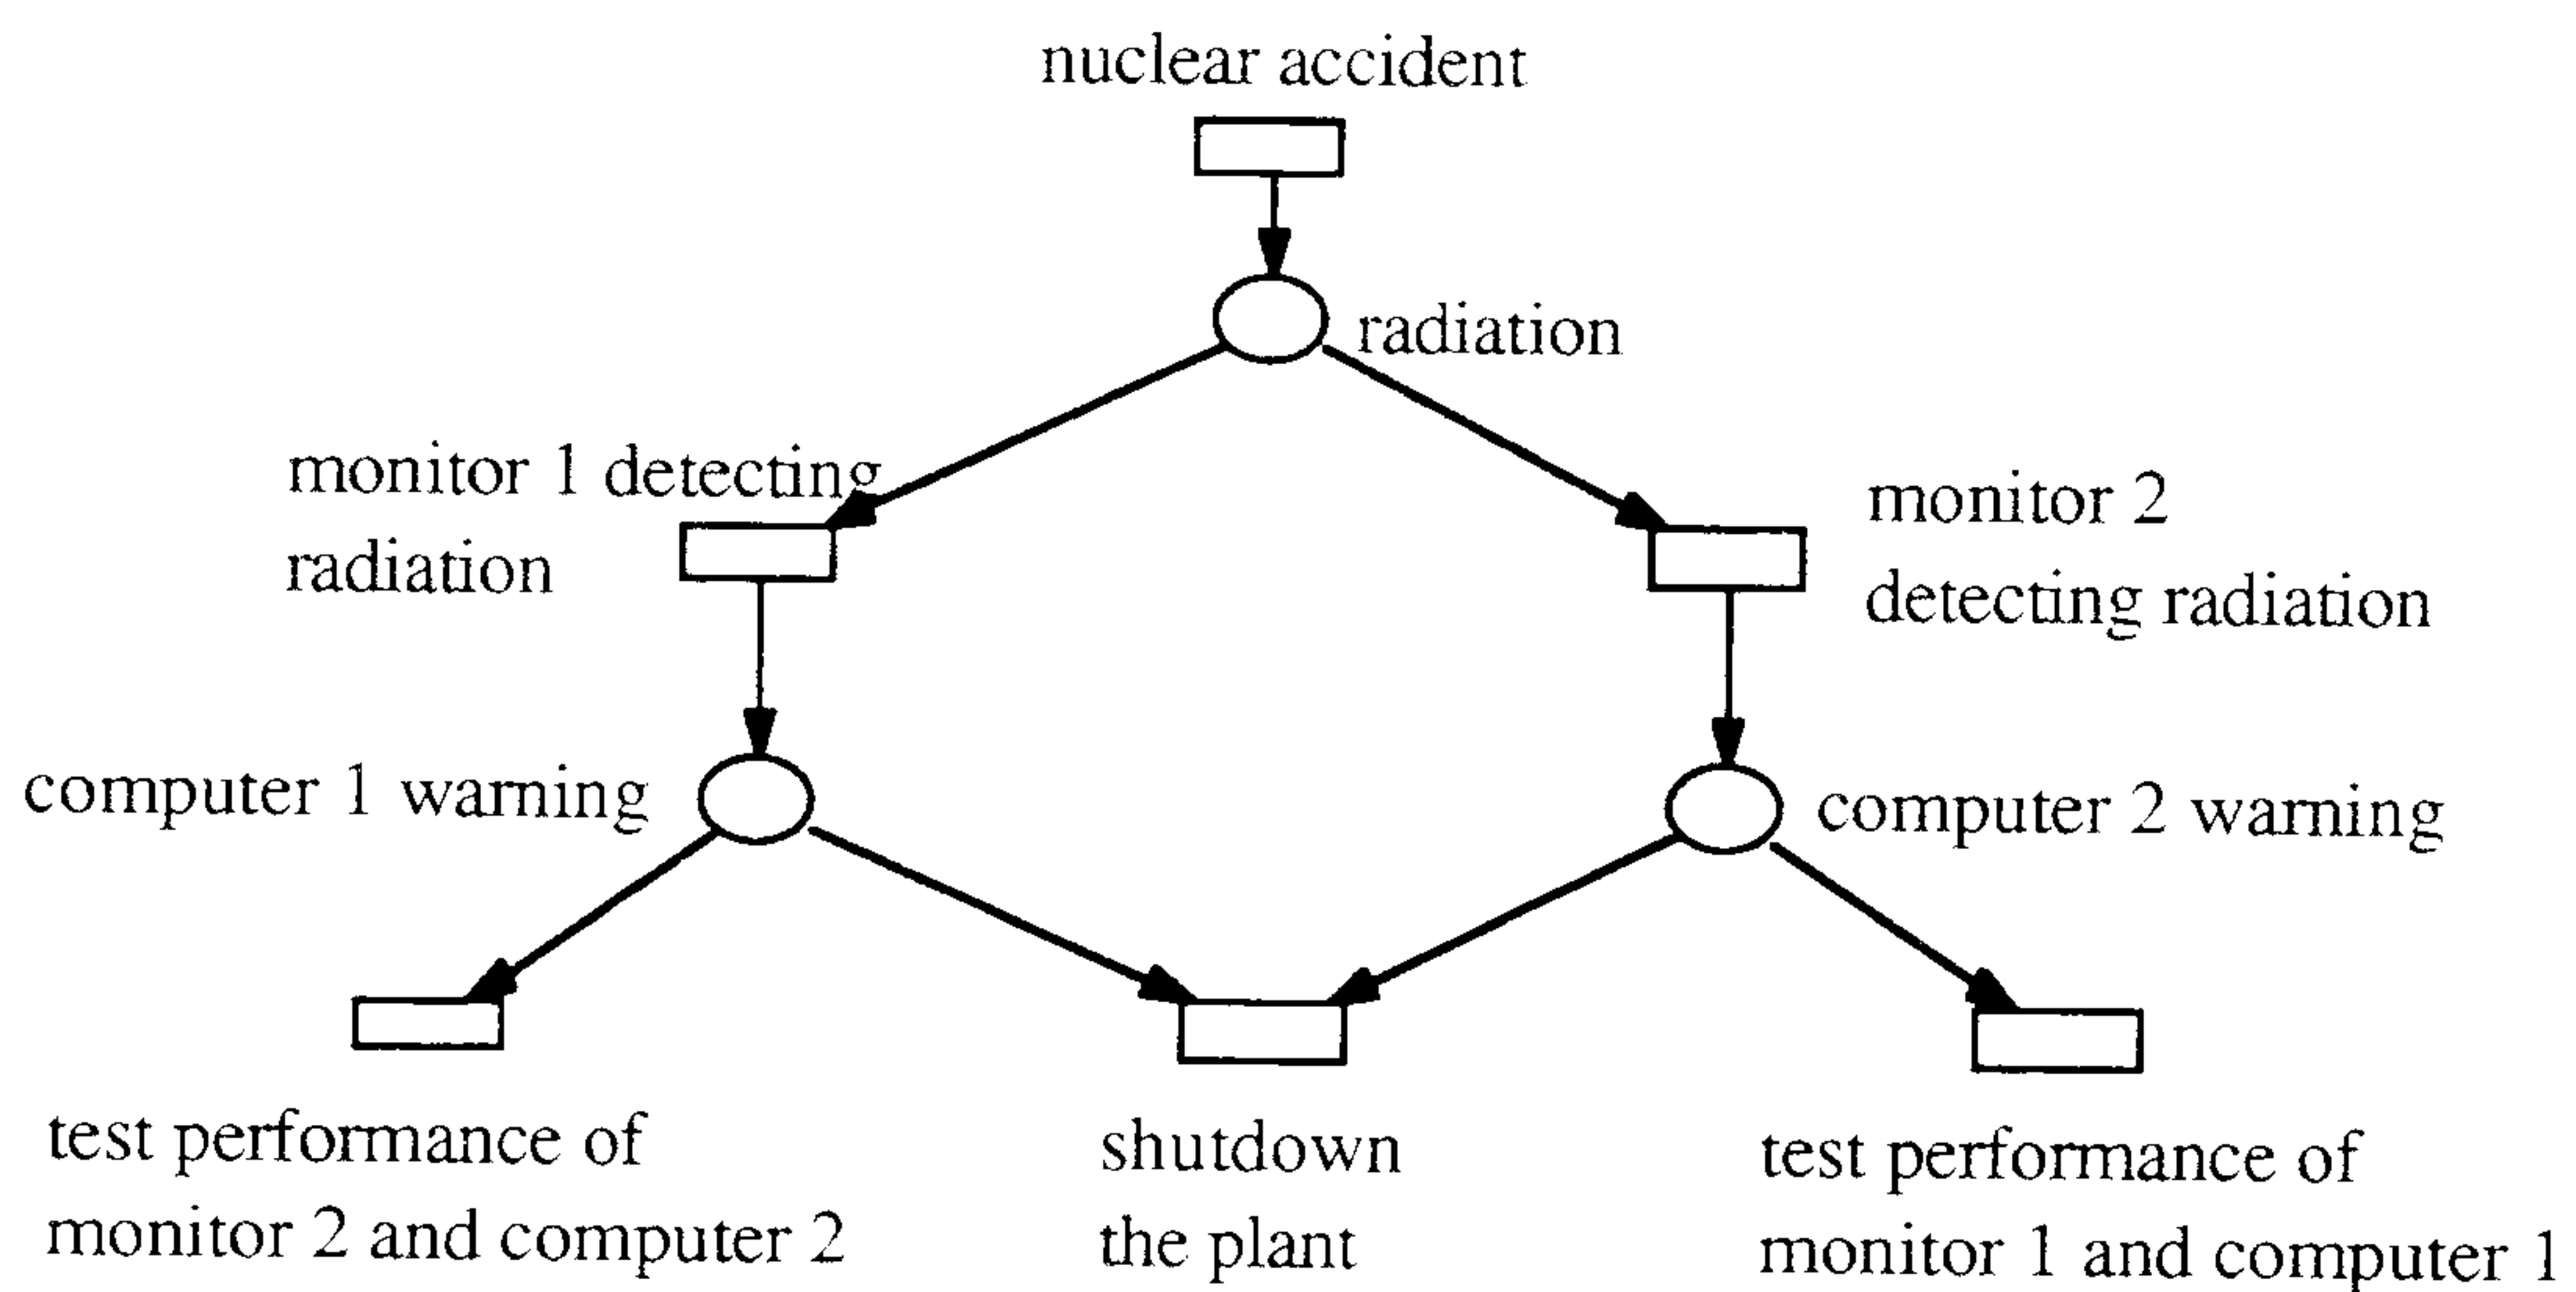 nuclear accident
radiation
monitor 1 detecting
radiation
monitor 2
detecting radiation
computer 1 warning
computer 2 warning
test performance of
monitor 2 and computer 2
shutdown
the plant
test performance of
monitor 1 and computer 1